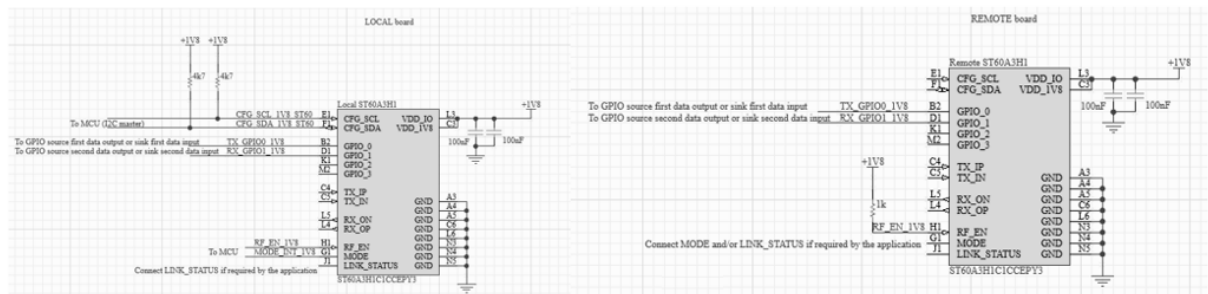 LOCAL board
+1V8 +1V8
4k7 4k7
Local ST60A3H1
+1V8
CFG_SCL_1V8_ST60 E1 CFG_SCL VDD_IO L3
To MCU (I2C master) CFG_SDA_1V8_ST60 F1 CFG_SDA VDD_1V8 C3
100nF 100nF
To GPIO source first data output or sink first data input TX_GPIO0_1V8 B2 GPIO_0
To GPIO source second data output or sink second data input RX_GPIO1_1V8 D1 GPIO_1
K1 GPIO_2
M2 GPIO_3
C4 TX_IP
C5 TX_IN GND A3
GND A4
L5 RX_ON GND A5
L4 RX_OP GND C6
GND L6
RF_EN_1V8 H1 RF_EN GND N3
To MCU MODE_INT_1V8 G1 MODE GND N4
J1 LINK_STATUS GND N5
Connect LINK_STATUS if required by the application
ST60A3H1C1CCEPY3
REMOTE board
Remote ST60A3H1
+1V8
E1 CFG_SCL VDD_IO L3
F1 CFG_SDA VDD_1V8 C3
100nF 100nF
To GPIO source first data output or sink first data input TX_GPIO0_1V8 B2 GPIO_0
To GPIO source second data output or sink second data input RX_GPIO1_1V8 D1 GPIO_1
K1 GPIO_2
M2 GPIO_3
+1V8
C4 TX_IP
C5 TX_IN GND A3
GND A4
L5 RX_ON GND A5
L4 RX_OP GND C6
1k
GND L6
RF_EN_1V8 H1 RF_EN GND N3
Connect MODE and/or LINK_STATUS if required by the application G1 MODE GND N4
J1 LINK_STATUS GND N5
ST60A3H1C1CCEPY3